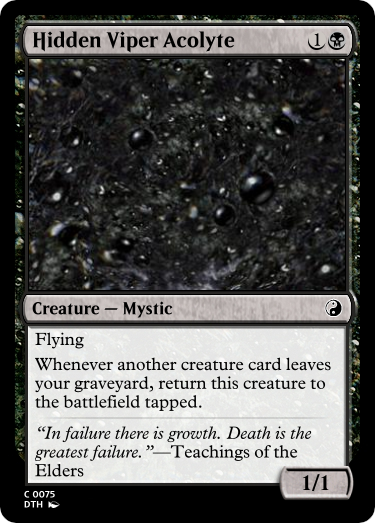 Hidden Viper Acolyte 1
Creature — Mystic
Flying
Whenever another creature card leaves
your graveyard, return this creature to
the battlefield tapped.
“In failure there is growth. Death is the
greatest failure.”—Teachings of the
Elders
1/1
C 0075
DTH